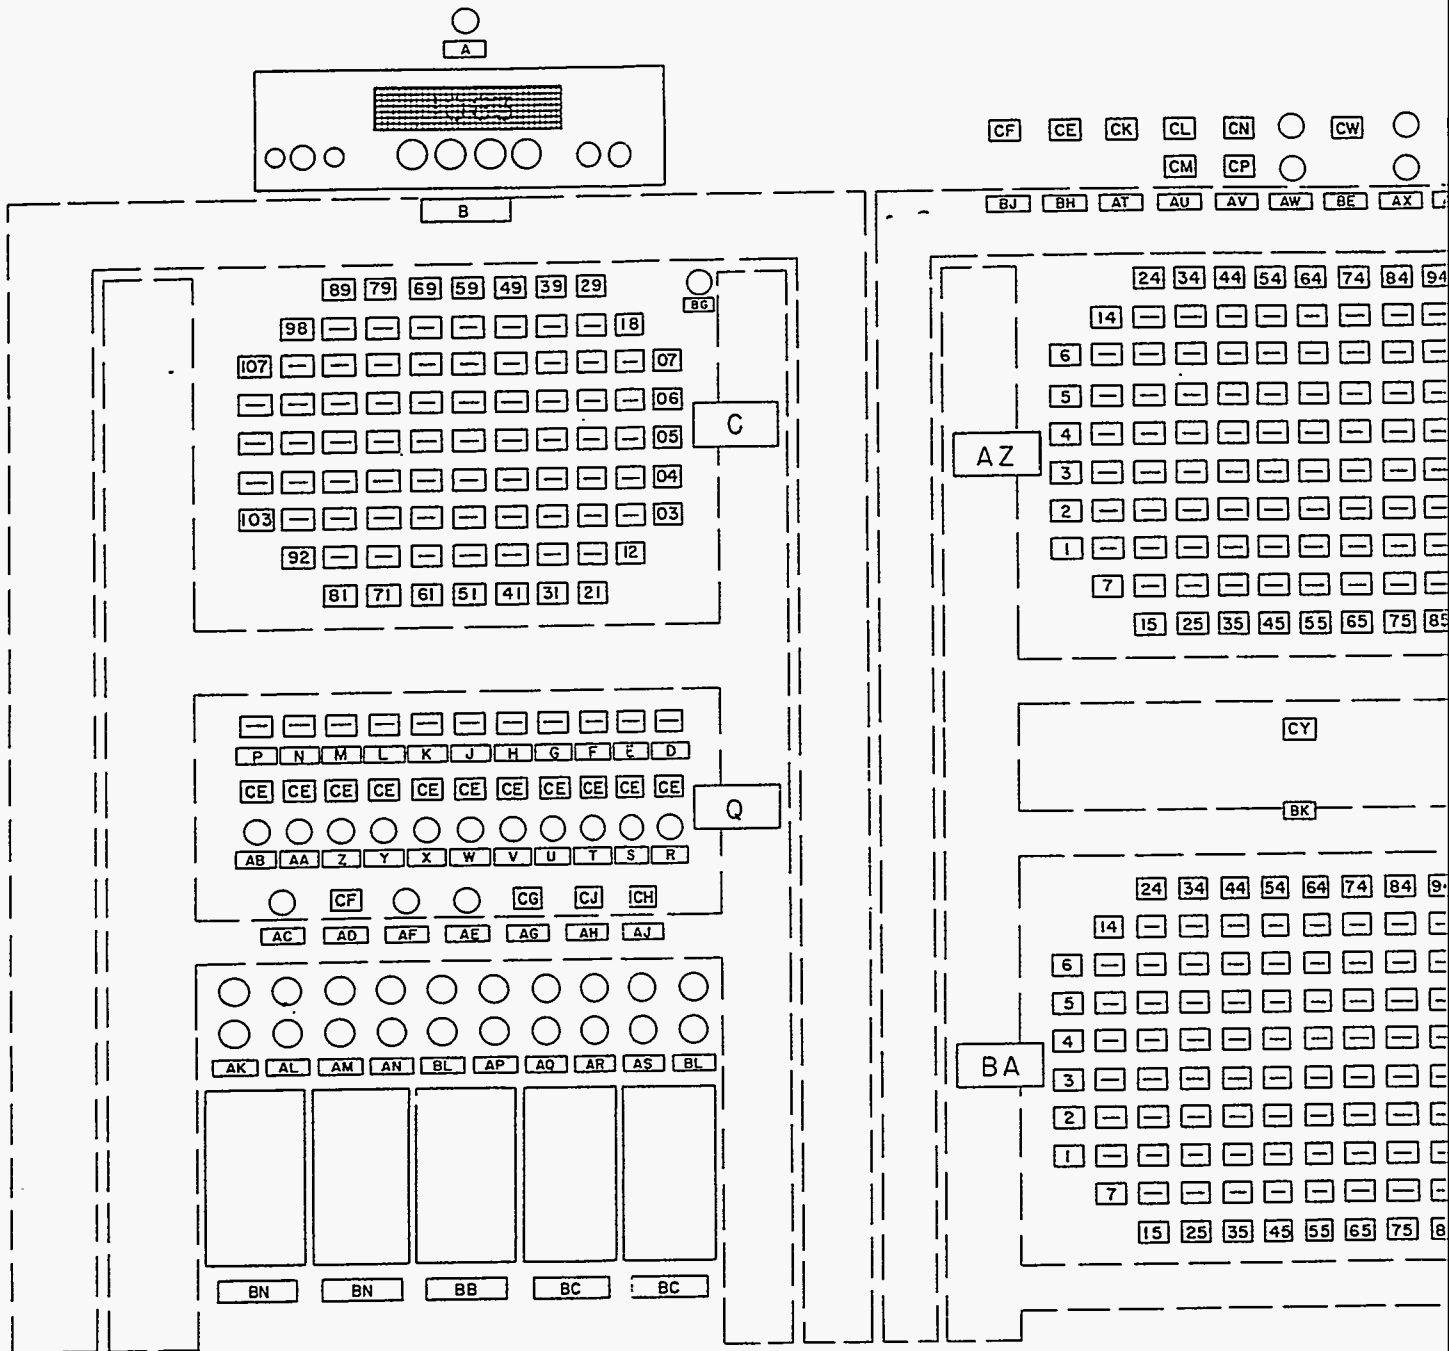 A
CF CE CK CL CN CW
CM CP
B
BJ BH AT AU AV AW BE AX
89 79 69 59 49 39 29
BG
98 18
107 07
06
05
04
103 03
92 12
81 71 61 51 41 31 21
C
24 34 44 54 64 74 84 94
14
6
5
4
3
2
1
7
15 25 35 45 55 65 75 85
AZ
P N M L K J H G F E D
CE CE CE CE CE CE CE CE CE CE CE
Q
AB AA Z Y X W V U T S R
CF CG CJ CH
AC AD AF AE AG AH AJ
CY
BK
24 34 44 54 64 74 84
14
6
5
4
3
2
1
7
15 25 35 45 55 65 75
BA
AK AL AM AN BL AP AQ AR AS BL
BN BN BB BC BC